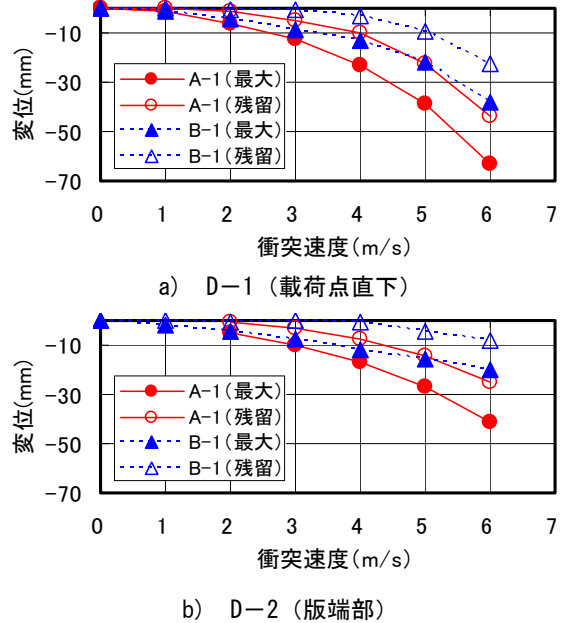 -10
-30
-50
-70
変位(mm)
A-1(最大)
A-1(残留)
B-1(最大)
B-1(残留)
0 1 2 3 4 5 6 7
衝突速度(m/s)
a) D-1(載荷点直下)
-10
-30
-50
-70
変位(mm)
A-1(最大)
A-1(残留)
B-1(最大)
B-1(残留)
0 1 2 3 4 5 6 7
衝突速度(m/s)
b) D-2(版端部)